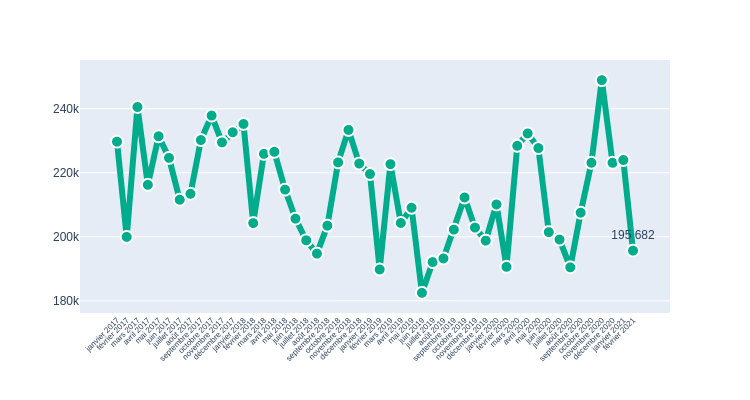 240k
220k
200k
180k
195,682
janvier 2017
février 2017
mars 2017
avril 2017
mai 2017
juin 2017
juillet 2017
août 2017
septembre 2017
octobre 2017
novembre 2017
décembre 2017
janvier 2018
février 2018
mars 2018
avril 2018
mai 2018
juin 2018
juillet 2018
août 2018
septembre 2018
octobre 2018
novembre 2018
décembre 2018
janvier 2019
février 2019
mars 2019
avril 2019
mai 2019
juin 2019
juillet 2019
août 2019
septembre 2019
octobre 2019
novembre 2019
décembre 2019
janvier 2020
février 2020
mars 2020
avril 2020
mai 2020
juin 2020
juillet 2020
août 2020
septembre 2020
octobre 2020
novembre 2020
décembre 2020
janvier 2021
février 2021